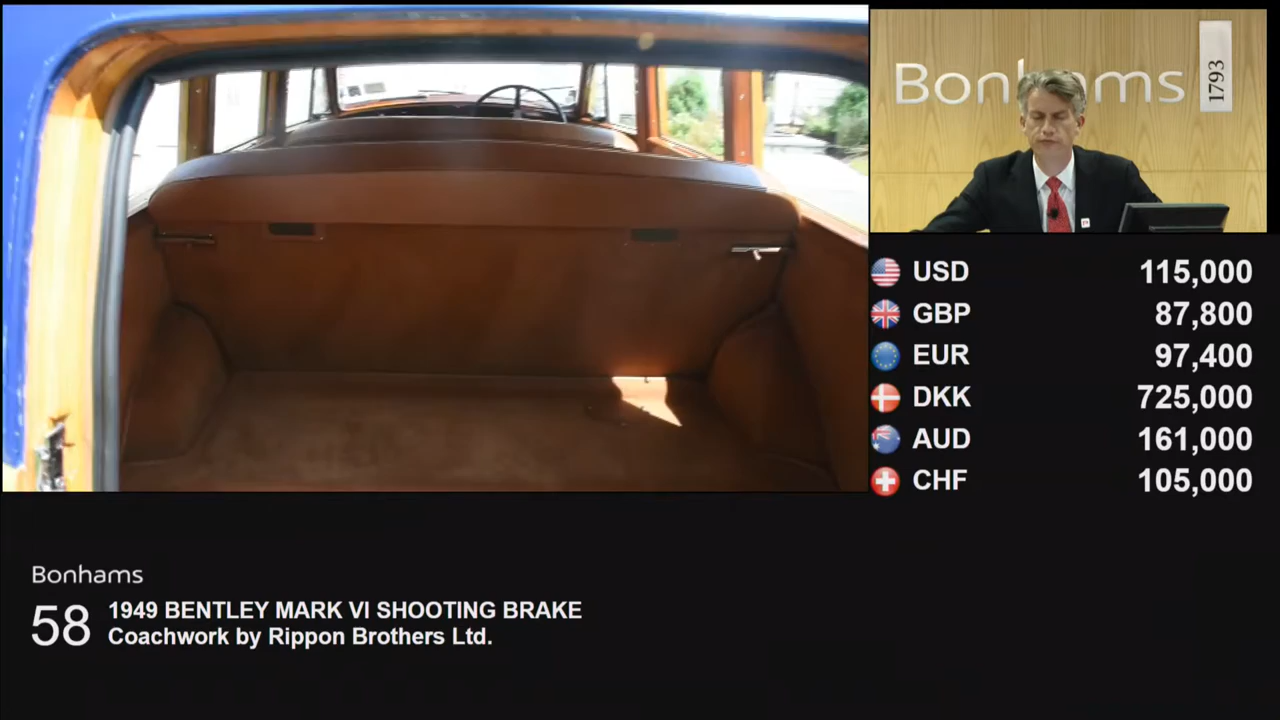 Bonhams
1793
USD 115,000
GBP 87,800
EUR 97,400
DKK 725,000
AUD 161,000
CHF 105,000
Bonhams
58
1949 BENTLEY MARK VI SHOOTING BRAKE
Coachwork by Rippon Brothers Ltd.